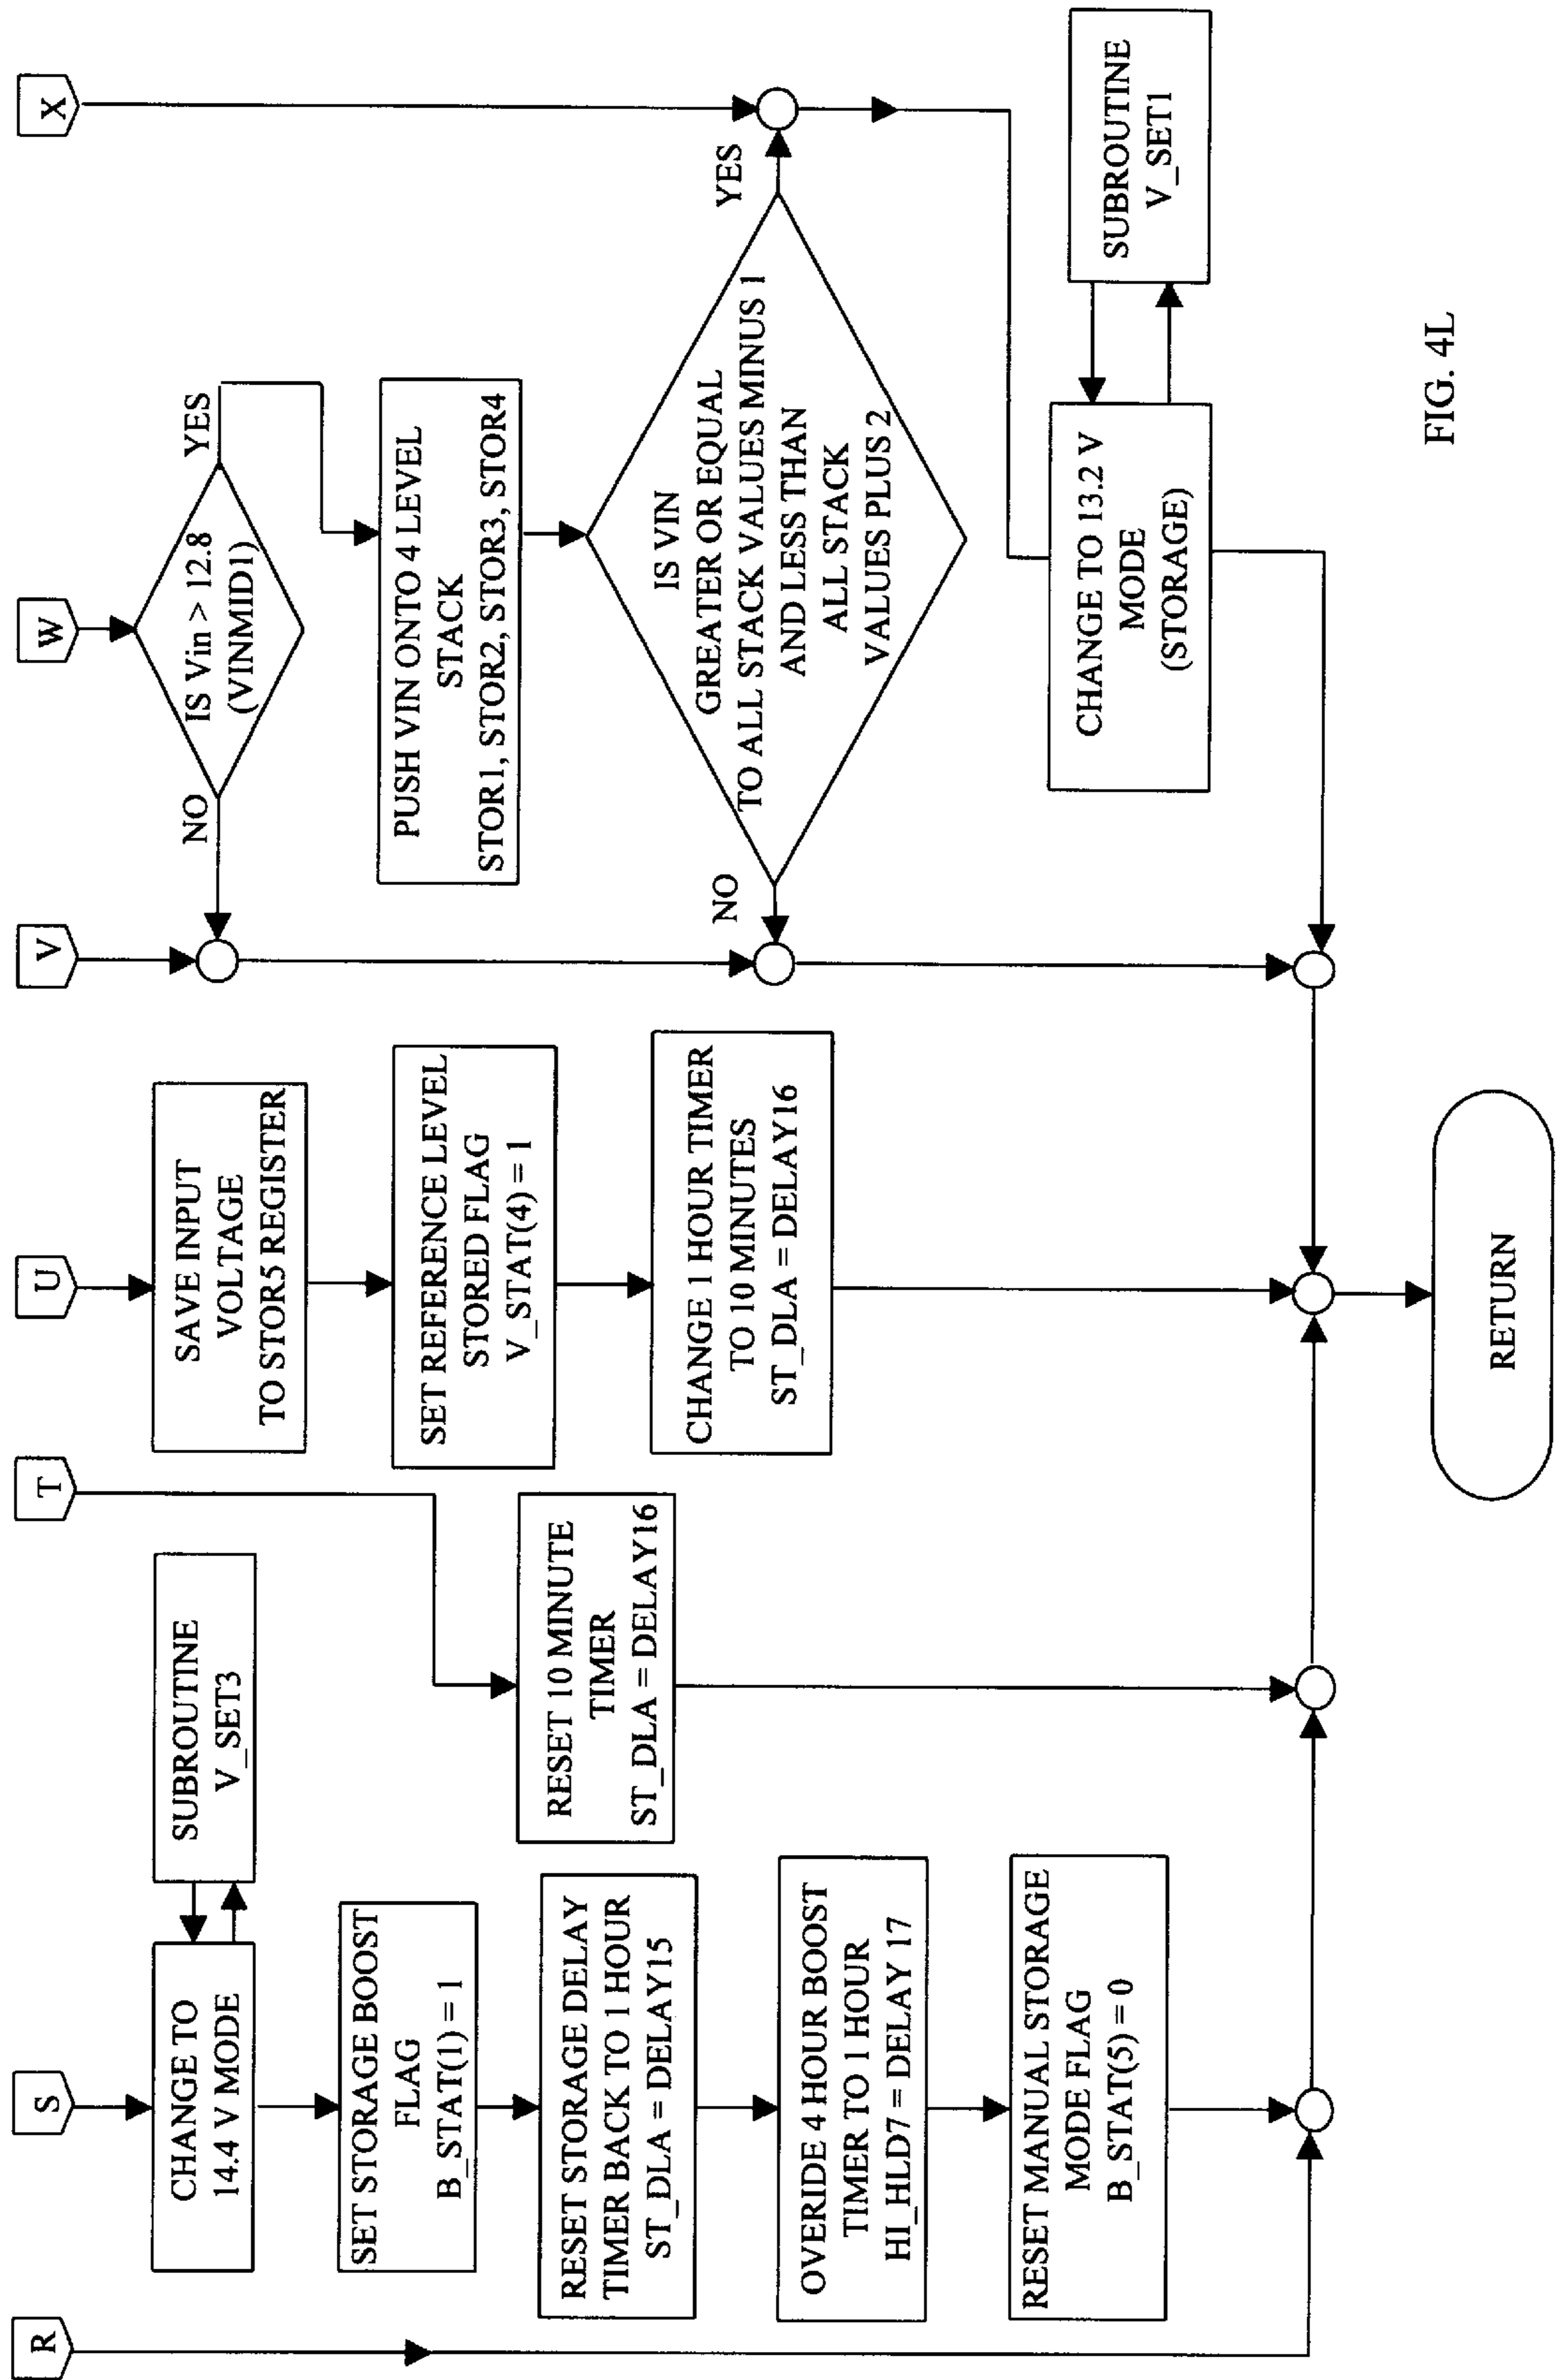 R
S
T
U
V
W
X
CHANGE TO
14.4 V MODE
SUBROUTINE
V_SET3
SET STORAGE BOOST
FLAG
B_STAT(1) = 1
RESET STORAGE DELAY
TIMER BACK TO 1 HOUR
ST_DLA = DELAY15
OVERIDE 4 HOUR BOOST
TIMER TO 1 HOUR
HI_HLD7 = DELAY 17
RESET MANUAL STORAGE
MODE FLAG
B_STAT(5) = 0
RESET 10 MINUTE
TIMER
ST_DLA = DELAY16
SAVE INPUT
VOLTAGE
TO STOR5 REGISTER
SET REFERENCE LEVEL
STORED FLAG
V_STAT(4) = 1
CHANGE 1 HOUR TIMER
TO 10 MINUTES
ST_DLA = DELAY16
IS Vin > 12.8
(VINMID1)
NO
YES
PUSH VIN ONTO 4 LEVEL
STACK
STOR1, STOR2, STOR3, STOR4
IS VIN
GREATER OR EQUAL
TO ALL STACK VALUES MINUS 1
AND LESS THAN
ALL STACK
VALUES PLUS 2
NO
YES
CHANGE TO 13.2 V
MODE
(STORAGE)
SUBROUTINE
V_SET1
RETURN
FIG. 4L